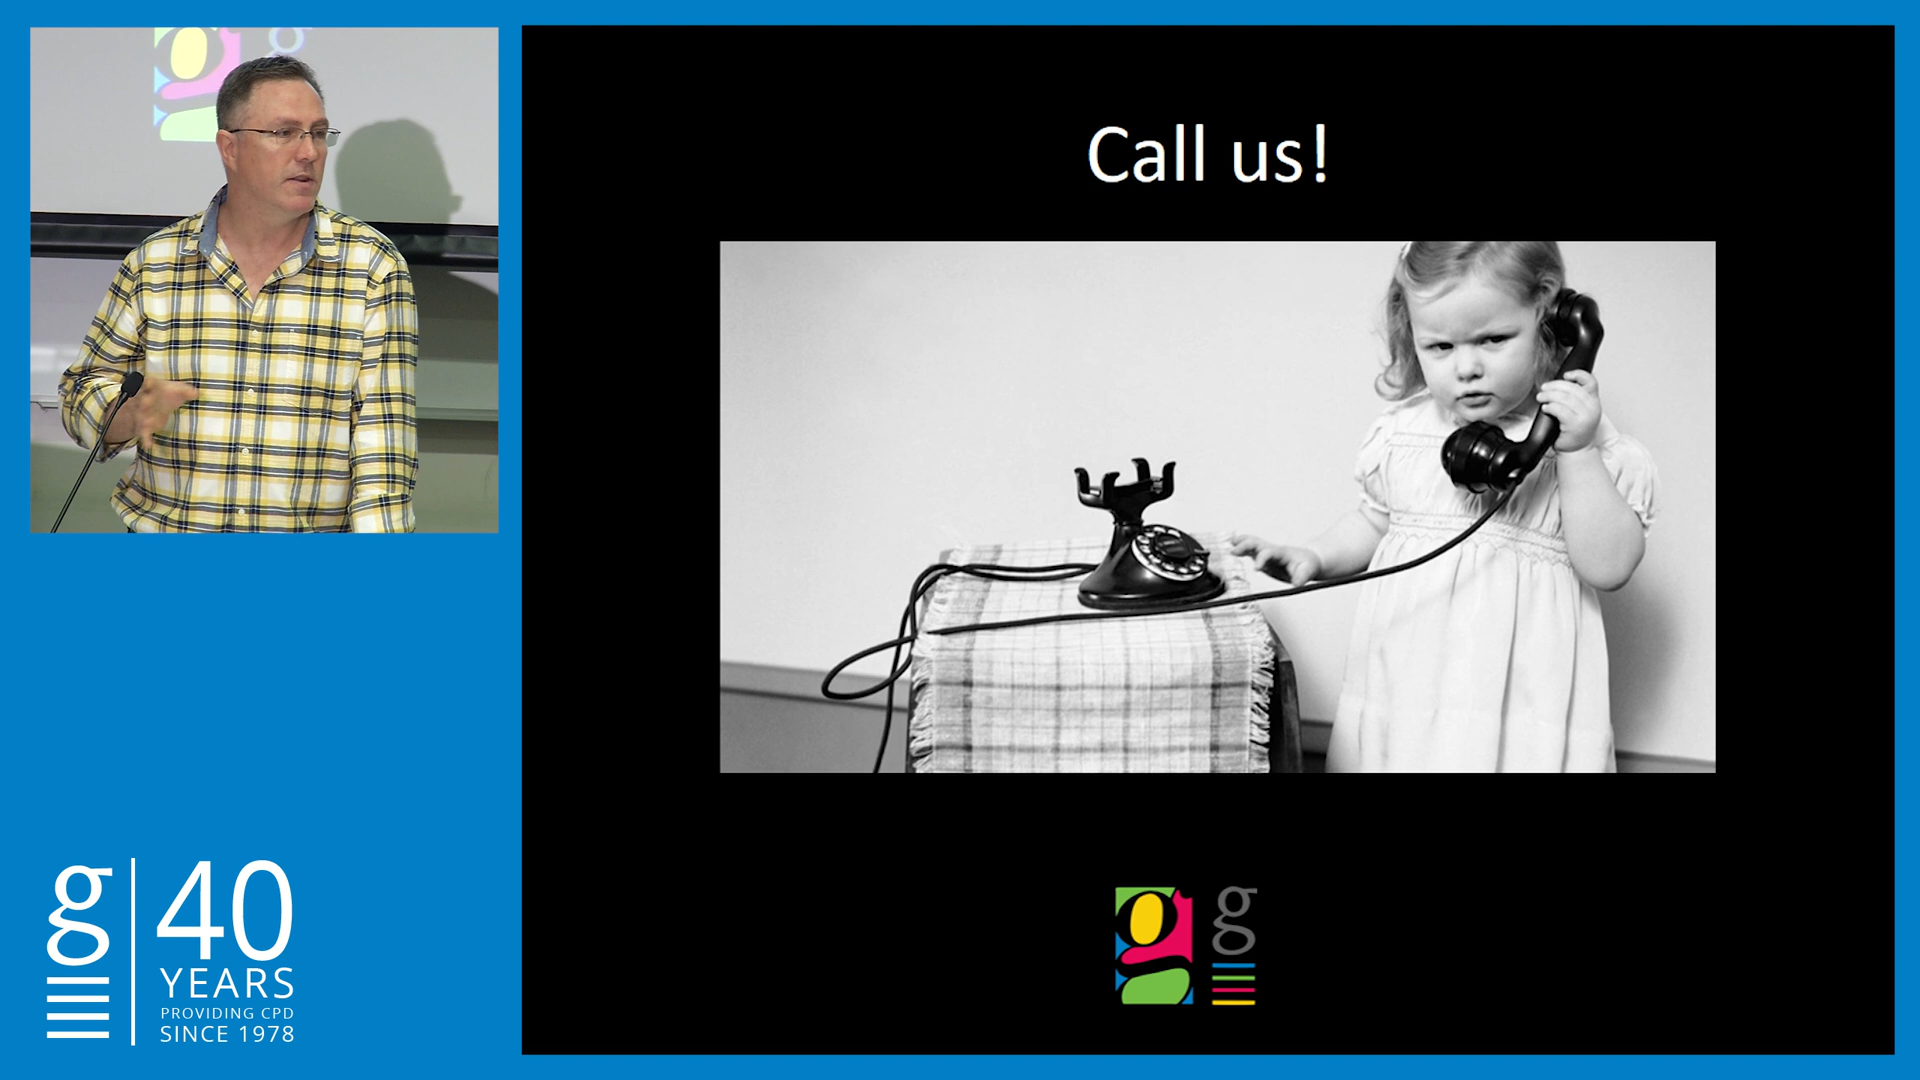 Call us!
g
40
YEARS
PROVIDING CPD
SINCE 1978
g
g